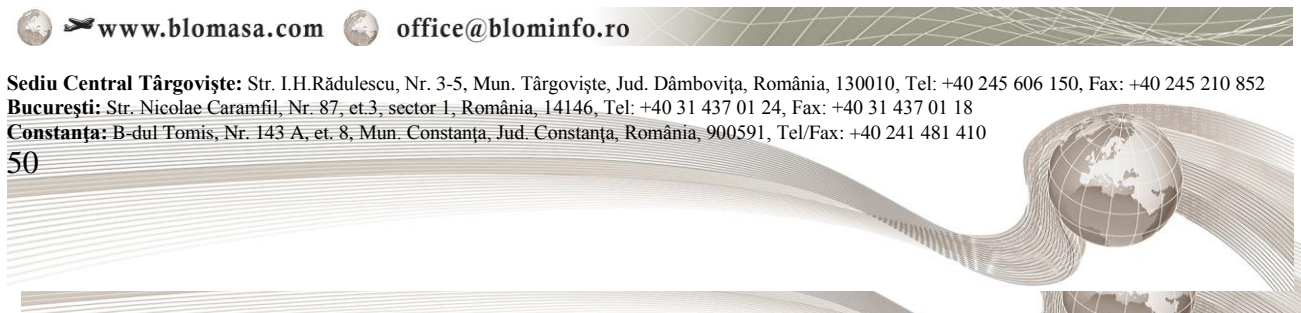 www.blomasa.com office@blominfo.ro
Sediu Central Târgovişte: Str. I.H.Rădulescu, Nr. 3-5, Mun. Târgovişte, Jud. Dâmboviţa, România, 130010, Tel: +40 245 606 150, Fax: +40 245 210 852
Bucureşti: Str. Nicolae Caramfil, Nr. 87, et.3, sector 1, România, 14146, Tel: +40 31 437 01 24, Fax: +40 31 437 01 18
Constanţa: B-dul Tomis, Nr. 143 A, et. 8, Mun. Constanţa, Jud. Constanţa, România, 900591, Tel/Fax: +40 241 481 410
50